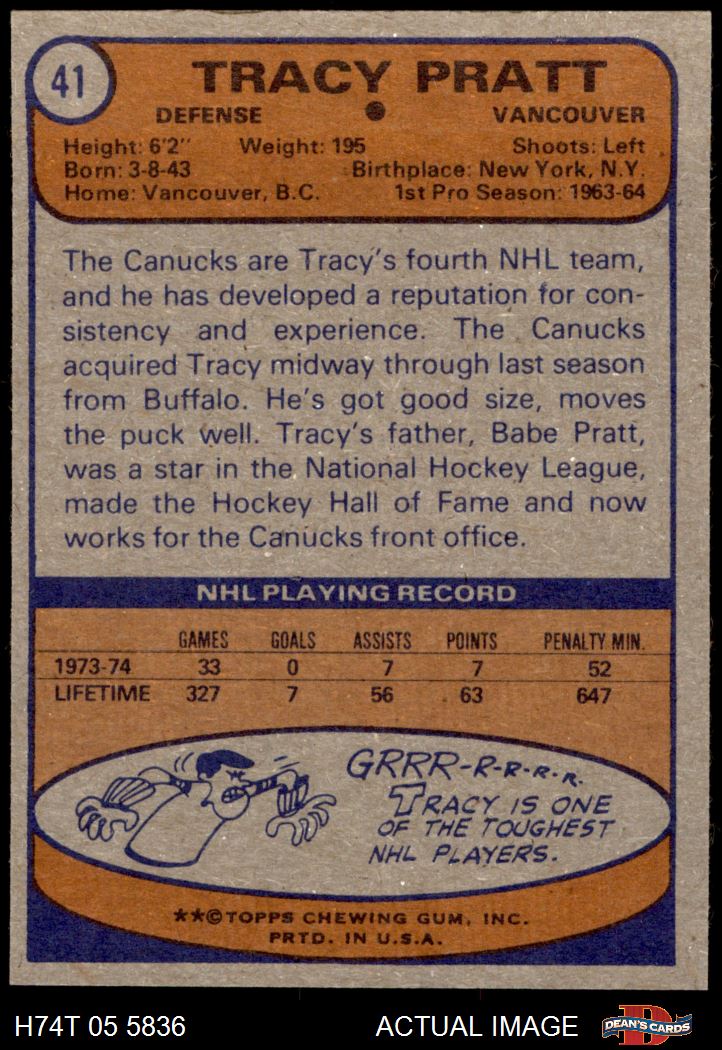 41
TRACY PRATT
DEFENSE • VANCOUVER
Height: 6'2" Weight: 195 Shoots: Left
Born: 3-8-43 Birthplace: New York, N.Y.
Home: Vancouver, B.C. 1st Pro Season: 1963-64
The Canucks are Tracy's fourth NHL team,
and he has developed a reputation for con-
sistency and experience. The Canucks
acquired Tracy midway through last season
from Buffalo. He's got good size, moves
the puck well. Tracy's father, Babe Pratt,
was a star in the National Hockey League,
made the Hockey Hall of Fame and now
works for the Canucks front office.
NHL PLAYING RECORD
GAMES GOALS ASSISTS POINTS PENALTY MIN.
1973-74 33 0 7 7 52
LIFETIME 327 7 56 63 647
GRRR-R-R-R-R.
TRACY IS ONE
OF THE TOUGHEST
NHL PLAYERS.
**©TOPPS CHEWING GUM, INC.
PRTD. IN U.S.A.
H74T 05 5836 ACTUAL IMAGE D DEAN'S CARDS